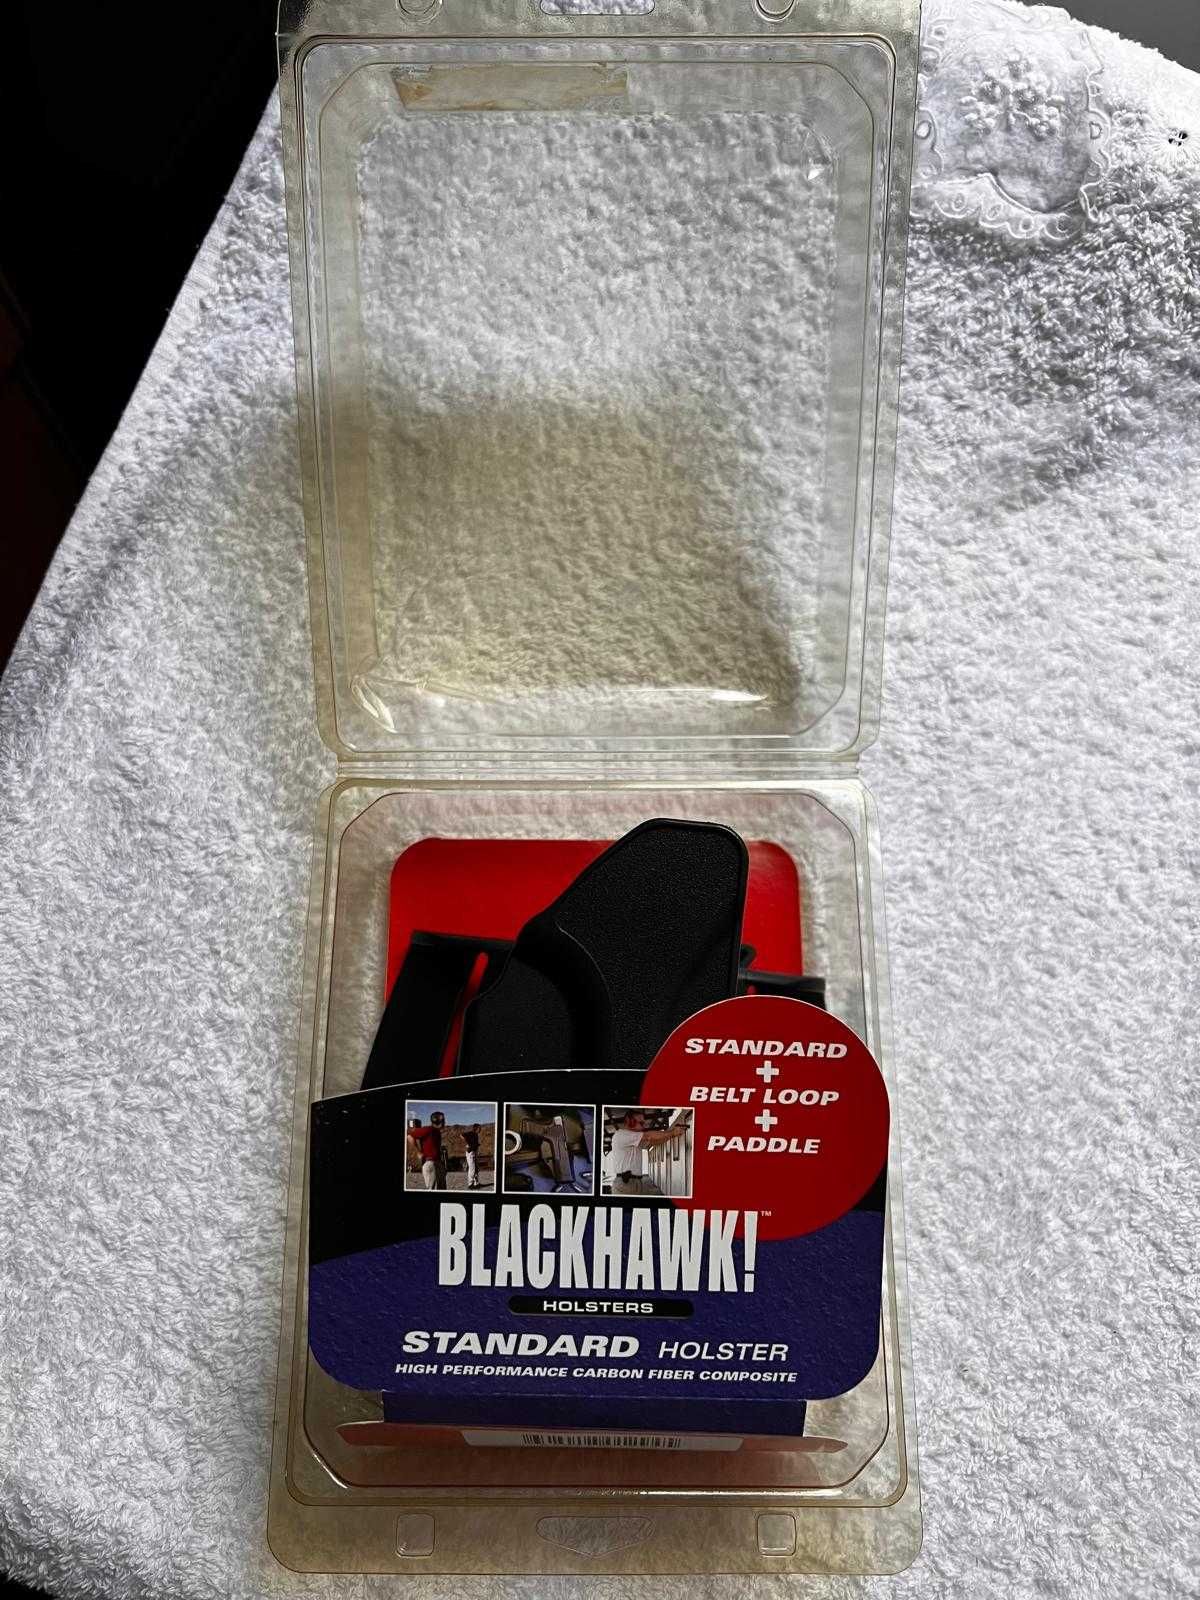 STANDARD
+
BELT LOOP
+
PADDLE
BLACKHAWK!™
HOLSTERS
STANDARD HOLSTER
HIGH PERFORMANCE CARBON FIBER COMPOSITE